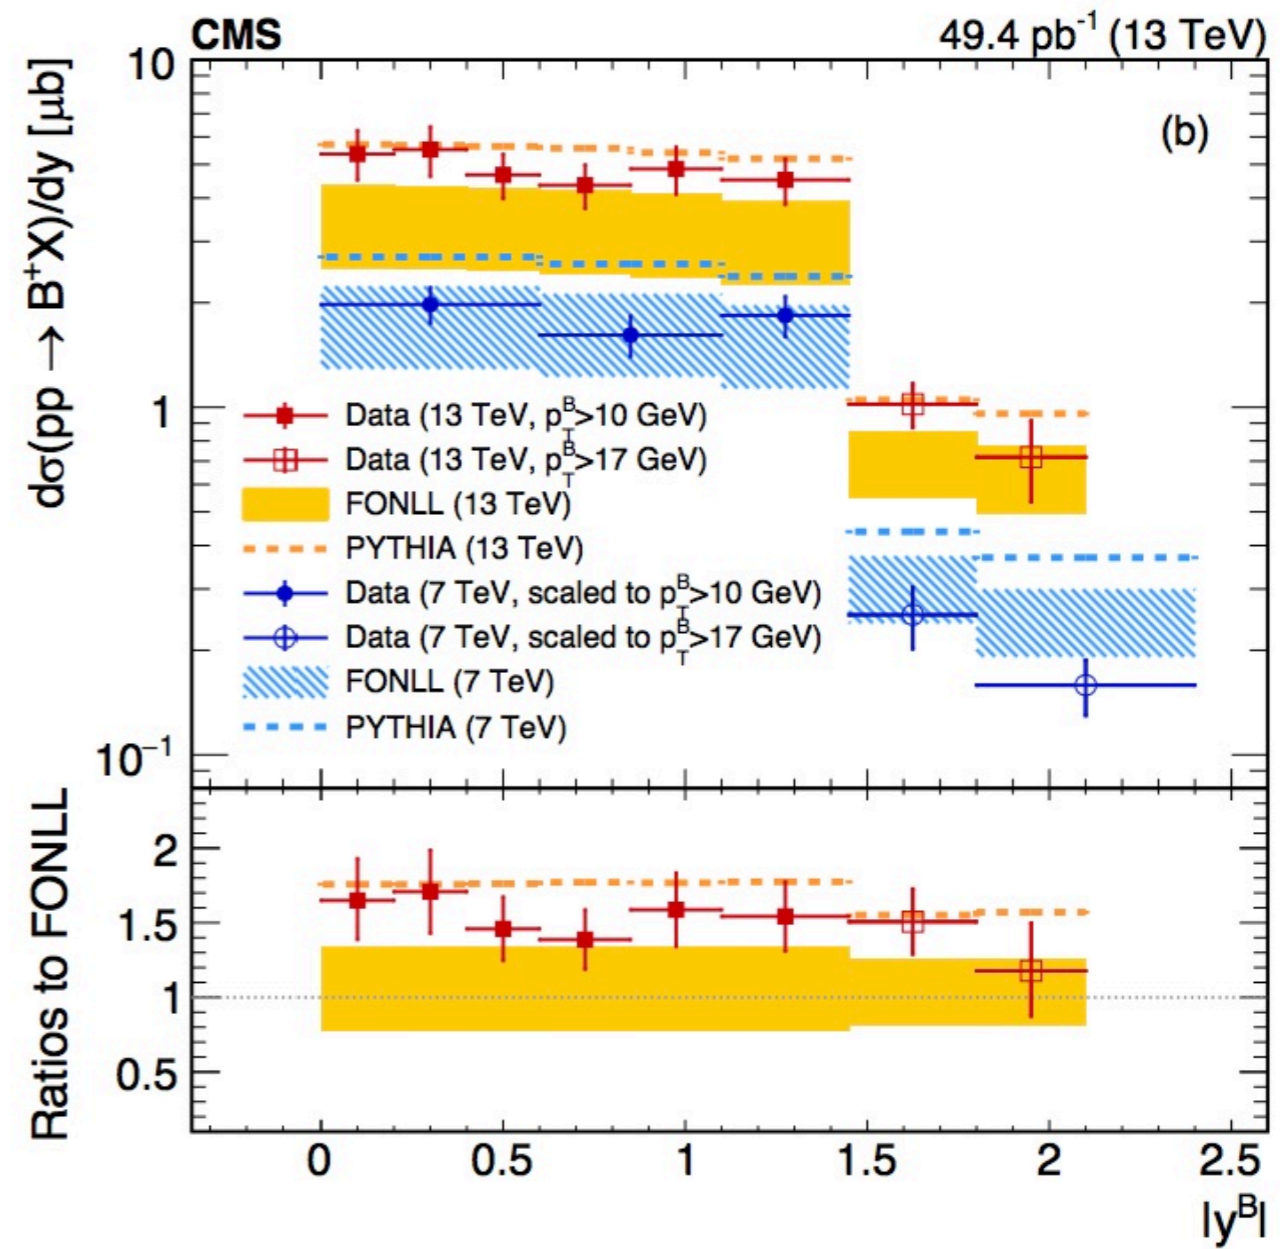 CMS 49.4 pb⁻¹ (13 TeV)
dσ(pp → B⁺X)/dy [μb]
10
1
10⁻¹
(b)
Data (13 TeV, p_T^B>10 GeV)
Data (13 TeV, p_T^B>17 GeV)
FONLL (13 TeV)
PYTHIA (13 TeV)
Data (7 TeV, scaled to p_T^B>10 GeV)
Data (7 TeV, scaled to p_T^B>17 GeV)
FONLL (7 TeV)
PYTHIA (7 TeV)
Ratios to FONLL
2
1.5
1
0.5
0 0.5 1 1.5 2 2.5
|y^B|